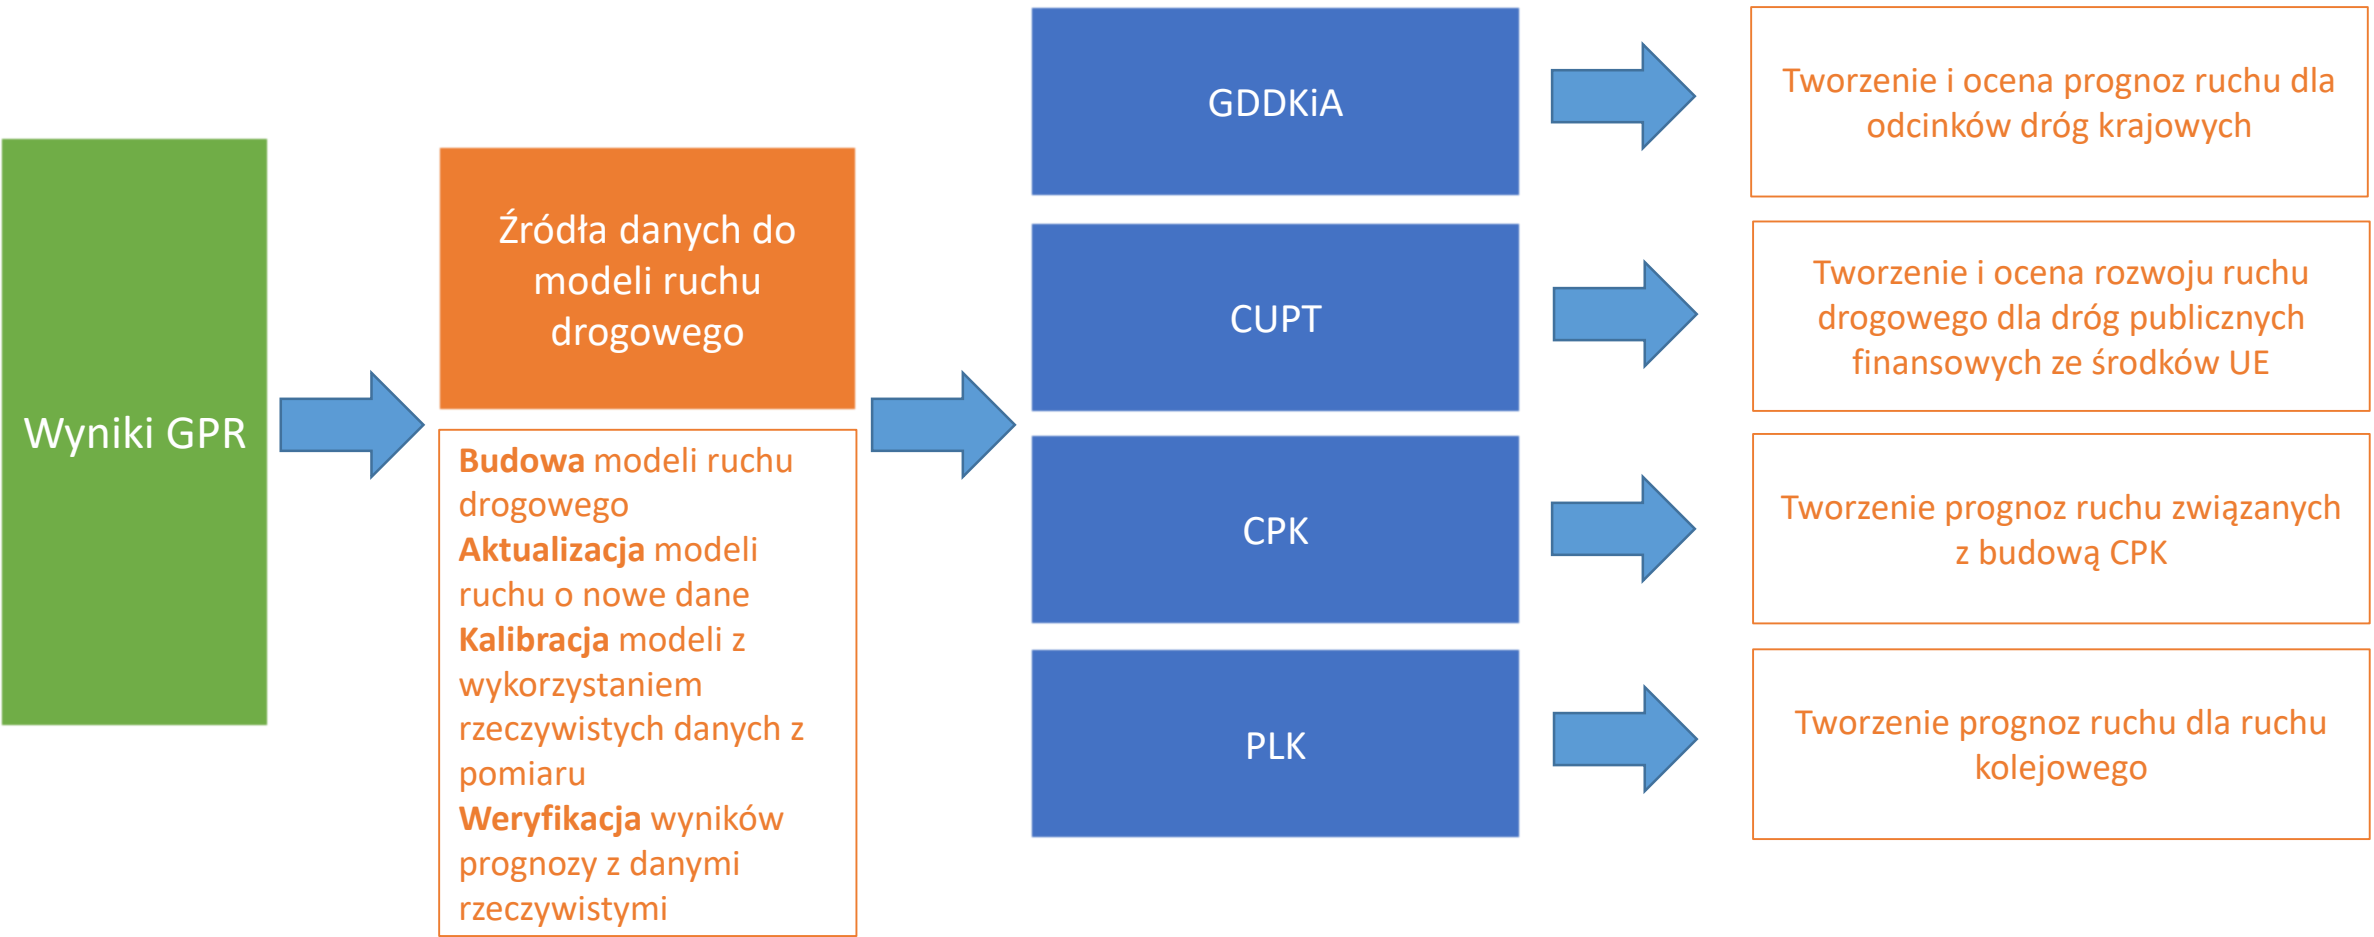 Wyniki GPR
Źródła danych do
modeli ruchu
drogowego
Budowa modeli ruchu
drogowego
Aktualizacja modeli
ruchu o nowe dane
Kalibracja modeli z
wykorzystaniem
rzeczywistych danych z
pomiaru
Weryfikacja wyników
prognozy z danymi
rzeczywistymi
GDDKiA
Tworzenie i ocena prognoz ruchu dla
odcinków dróg krajowych
CUPT
Tworzenie i ocena rozwoju ruchu
drogowego dla dróg publicznych
finansowych ze środków UE
CPK
Tworzenie prognoz ruchu związanych
z budową CPK
PLK
Tworzenie prognoz ruchu dla ruchu
kolejowego